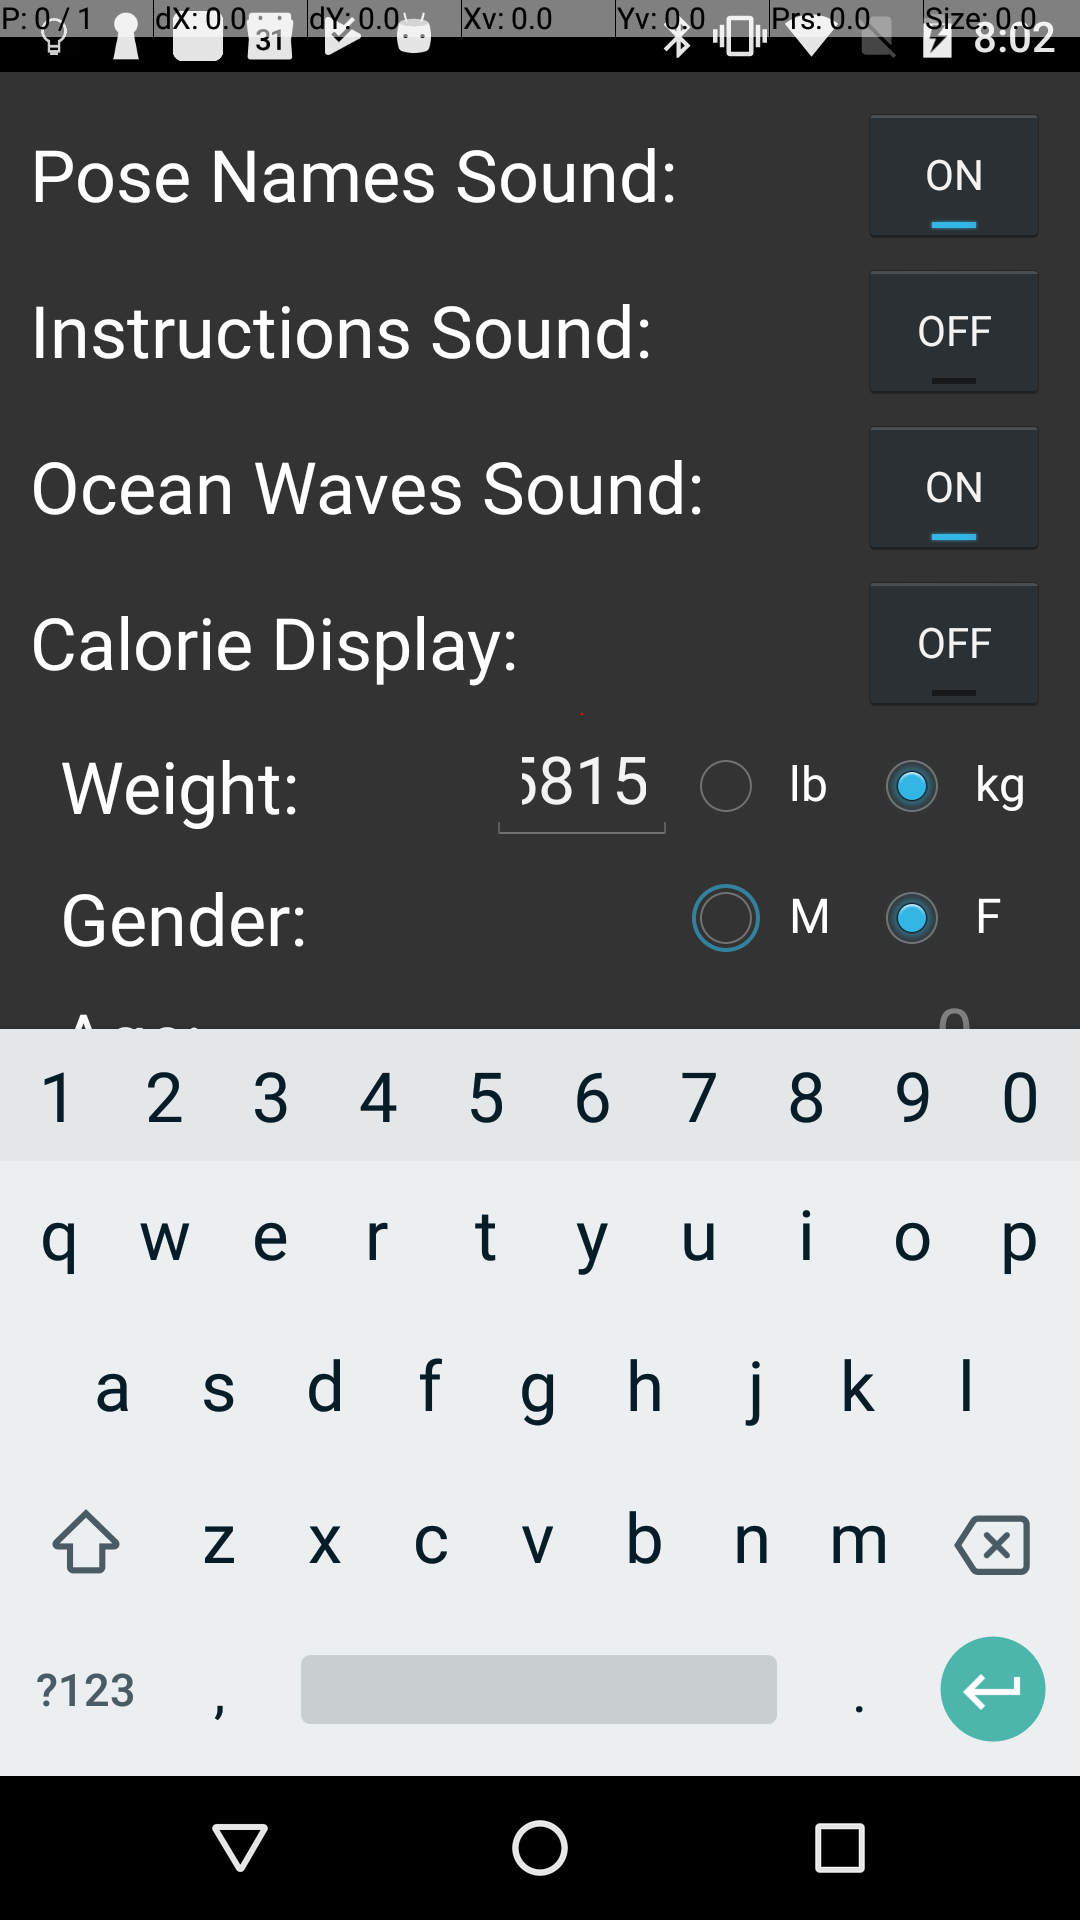 P: 0 / 1 dX: 0.0 dY: 0.0 Xv: 0.0 Yv: 0.0 Prs: 0.0 Size: 0.0
31 8:02
Pose Names Sound: ON
Instructions Sound: OFF
Ocean Waves Sound: ON
Calorie Display: OFF
Weight: 5815 lb kg
Gender: M F
Age: 0
1 2 3 4 5 6 7 8 9 0
q w e r t y u i o p
a s d f g h j k l
z x c v b n m
?123 , .